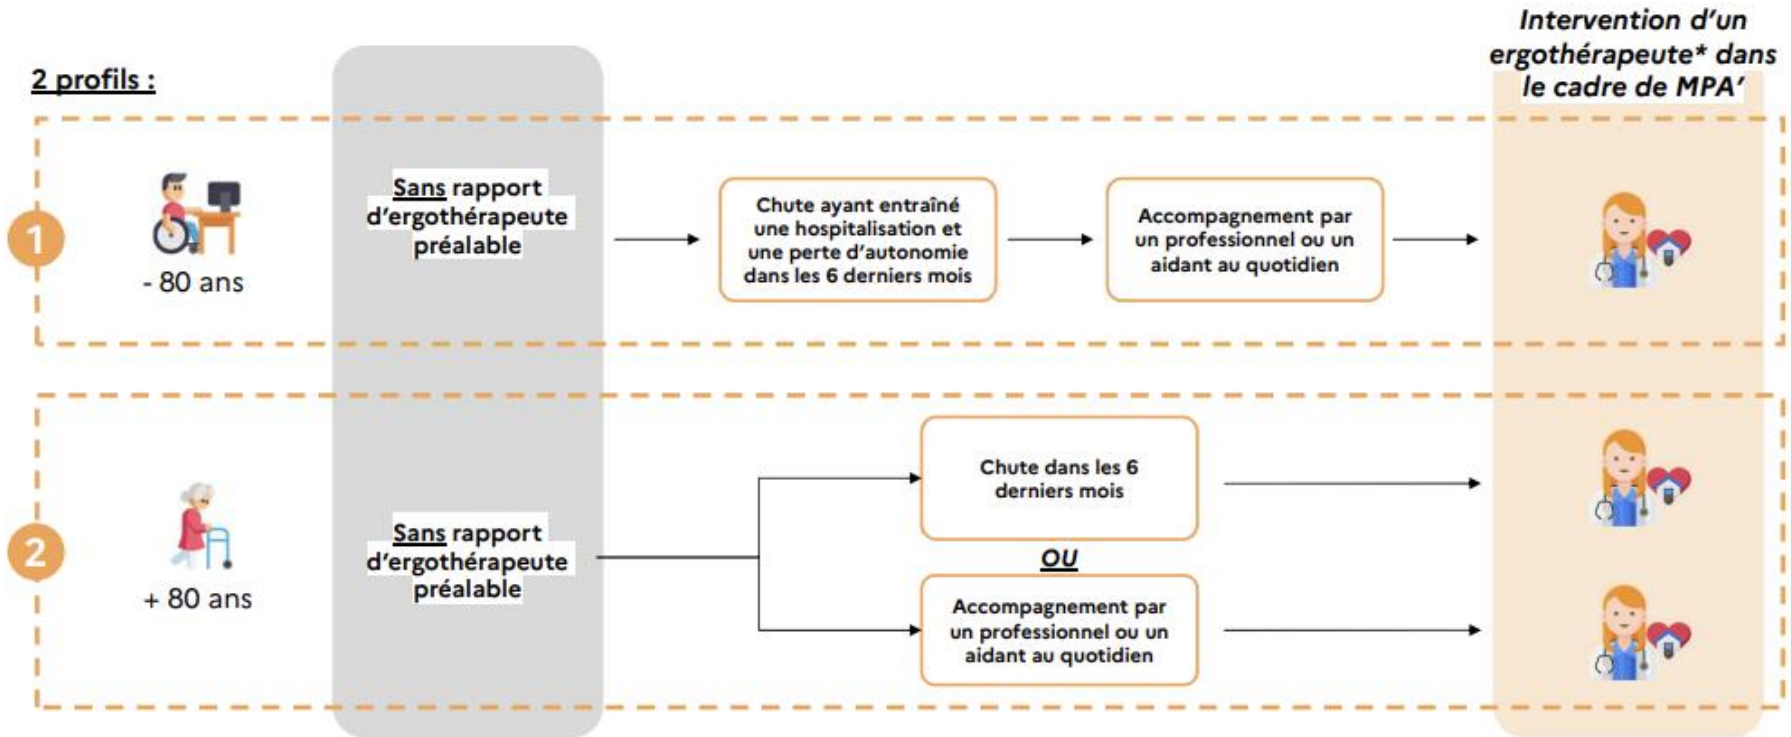 Intervention d’un
ergothérapeute* dans
le cadre de MPA’
2 profils :
1
- 80 ans
Sans rapport
d’ergothérapeute
préalable
Chute ayant entraîné
une hospitalisation et
une perte d’autonomie
dans les 6 derniers mois
Accompagnement par
un professionnel ou un
aidant au quotidien
2
+ 80 ans
Sans rapport
d’ergothérapeute
préalable
Chute dans les 6
derniers mois
OU
Accompagnement par
un professionnel ou un
aidant au quotidien